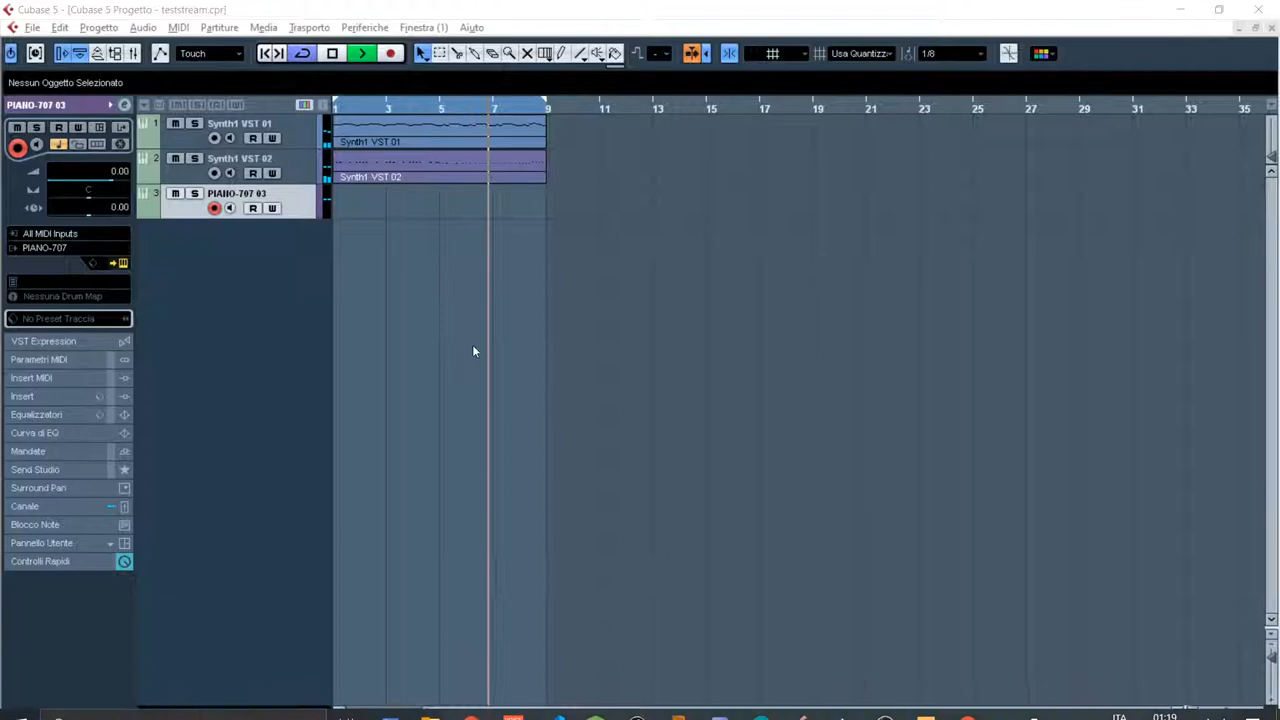 Cubase 5 - [Cubase 5 Progetto - teststream.cpr]
File Edit Progetto Audio MIDI Partiture Media Trasporto Periferiche Finestra (1) Aiuto
Touch - Usa Quantizz 1/8
Nessun Oggetto Selezionato
PIANO-707 03
1 3 5 7 9 11 13 15 17 19 21 23 25 27 29 31 33 35
M S R W
1 M S Synth1 VST 01
R W
Synth1 VST 01
2 M S Synth1 VST 02
R W
Synth1 VST 02
3 M S PIANO-707 03
R W
0.00
C
0.00
All MIDI Inputs
PIANO-707
Nessuna Drum Map
No Preset Traccia
VST Expression
Parametri MIDI
Insert MIDI
Insert
Equalizzatori
Curva di EQ
Mandate
Send Studio
Surround Pan
Canale
Blocco Note
Pannello Utente
Controlli Rapidi
ITA 01:19